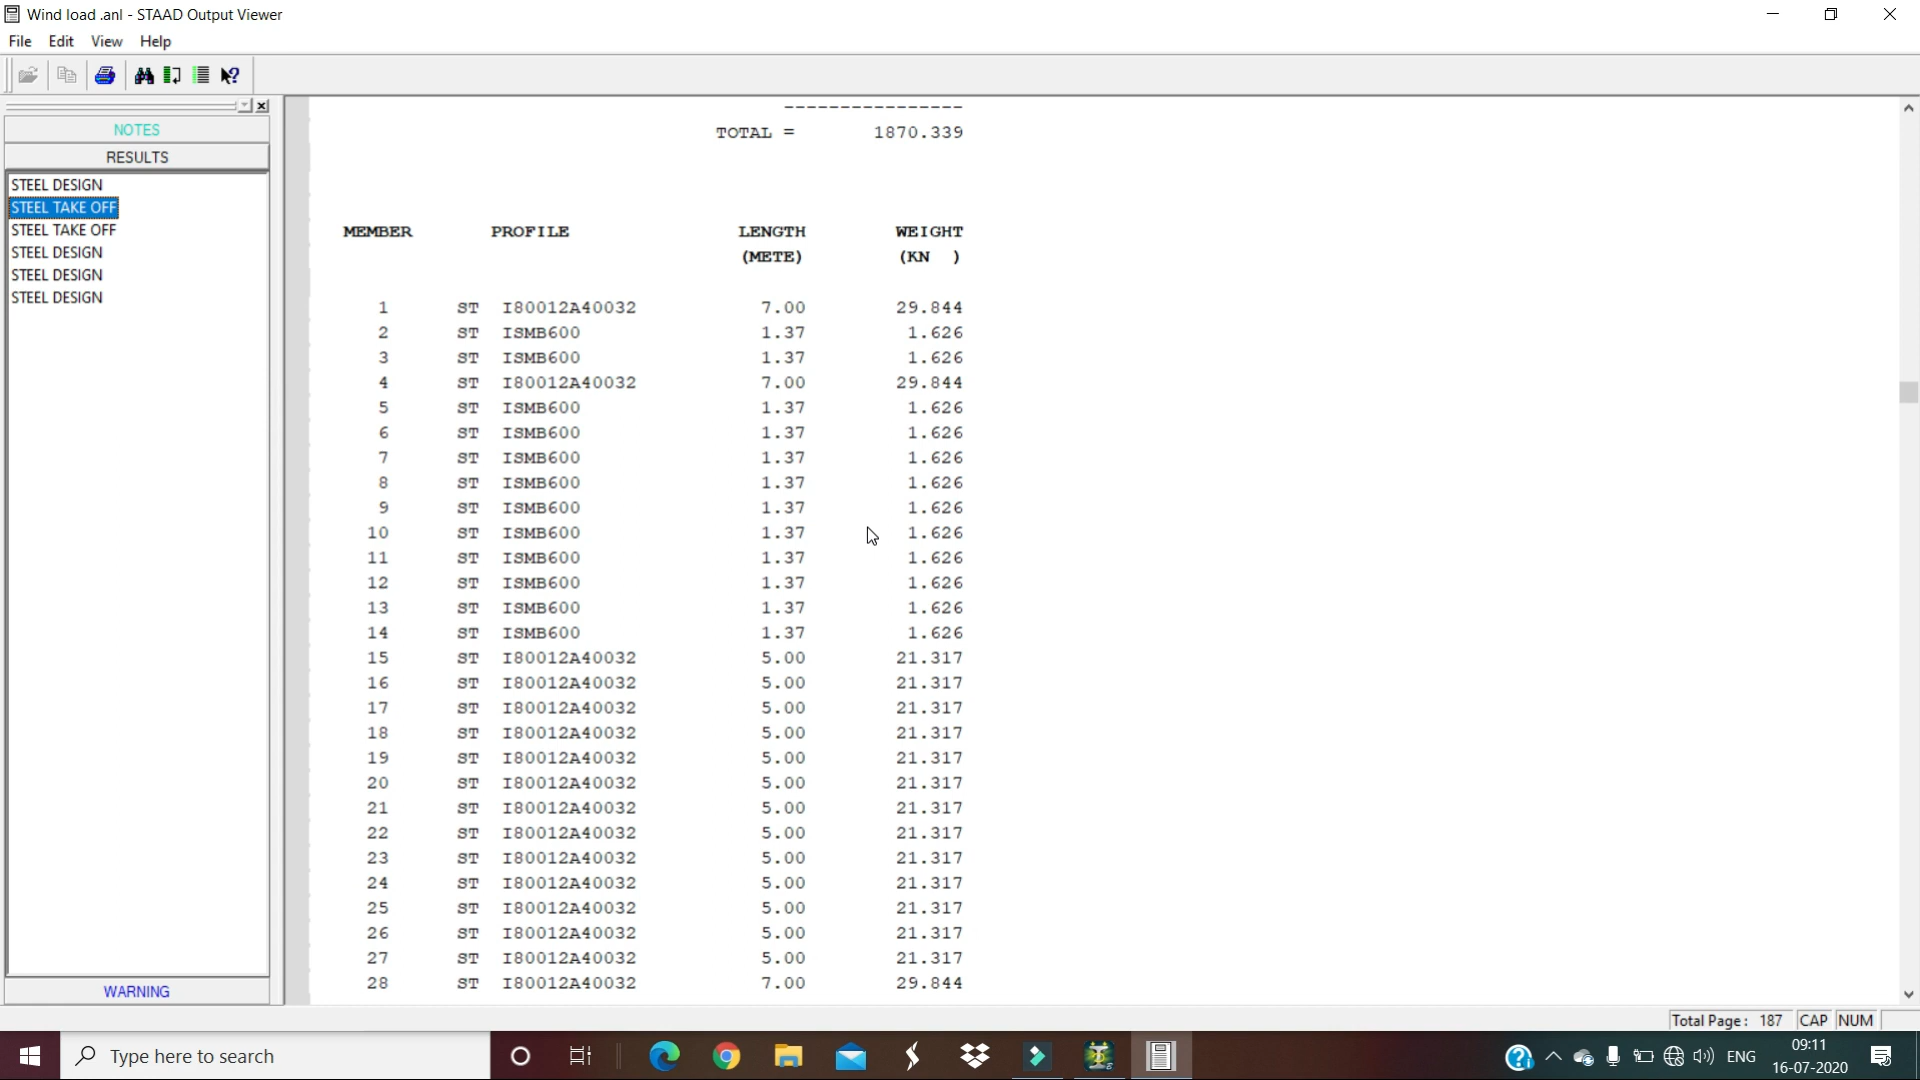 Wind load .anl - STAAD Output Viewer
File Edit View Help
NOTES
RESULTS
STEEL DESIGN
STEEL TAKE OFF
STEEL TAKE OFF
STEEL DESIGN
STEEL DESIGN
STEEL DESIGN
WARNING
----------------
TOTAL = 1870.339
MEMBER PROFILE LENGTH WEIGHT
(METE) (KN )
1 ST I80012A40032 7.00 29.844
2 ST ISMB600 1.37 1.626
3 ST ISMB600 1.37 1.626
4 ST I80012A40032 7.00 29.844
5 ST ISMB600 1.37 1.626
6 ST ISMB600 1.37 1.626
7 ST ISMB600 1.37 1.626
8 ST ISMB600 1.37 1.626
9 ST ISMB600 1.37 1.626
10 ST ISMB600 1.37 1.626
11 ST ISMB600 1.37 1.626
12 ST ISMB600 1.37 1.626
13 ST ISMB600 1.37 1.626
14 ST ISMB600 1.37 1.626
15 ST I80012A40032 5.00 21.317
16 ST I80012A40032 5.00 21.317
17 ST I80012A40032 5.00 21.317
18 ST I80012A40032 5.00 21.317
19 ST I80012A40032 5.00 21.317
20 ST I80012A40032 5.00 21.317
21 ST I80012A40032 5.00 21.317
22 ST I80012A40032 5.00 21.317
23 ST I80012A40032 5.00 21.317
24 ST I80012A40032 5.00 21.317
25 ST I80012A40032 5.00 21.317
26 ST I80012A40032 5.00 21.317
27 ST I80012A40032 5.00 21.317
28 ST I80012A40032 7.00 29.844
Total Page : 187 CAP NUM
Type here to search
ENG
09:11
16-07-2020